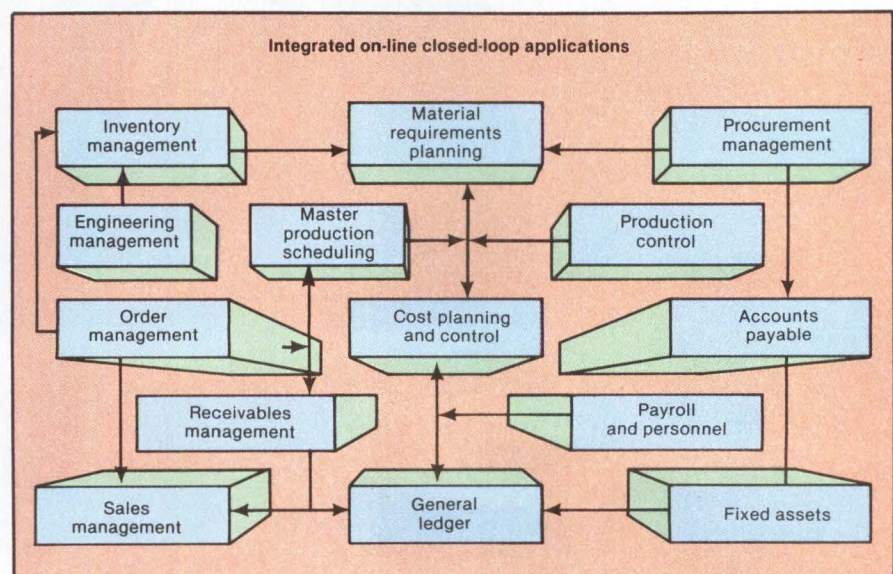 Integrated on-line closed-loop applications
Inventory
management
Material
requirements
planning
Procurement
management
Engineering
management
Master
production
scheduling
Production
control
Order
management
Cost planning
and control
Accounts
payable
Receivables
management
Payroll
and personnel
Sales
management
General
ledger
Fixed assets